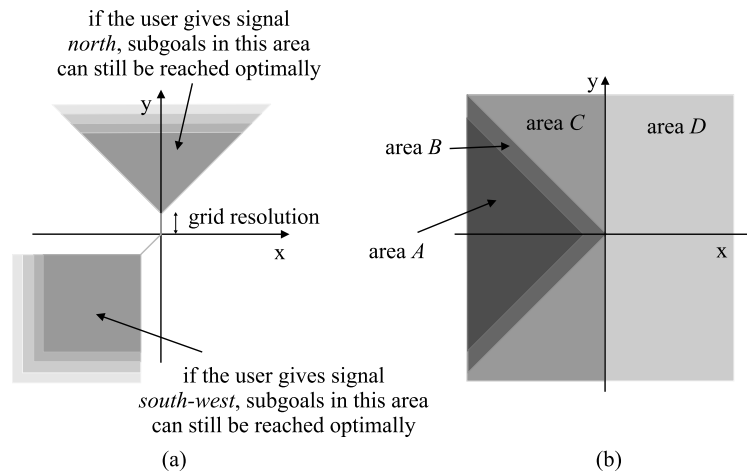 if the user gives signal
north, subgoals in this area
can still be reached optimally
y
grid resolution
x
if the user gives signal
south-west, subgoals in this area
can still be reached optimally
(a)
y
area C
area D
area B
area A
x
(b)